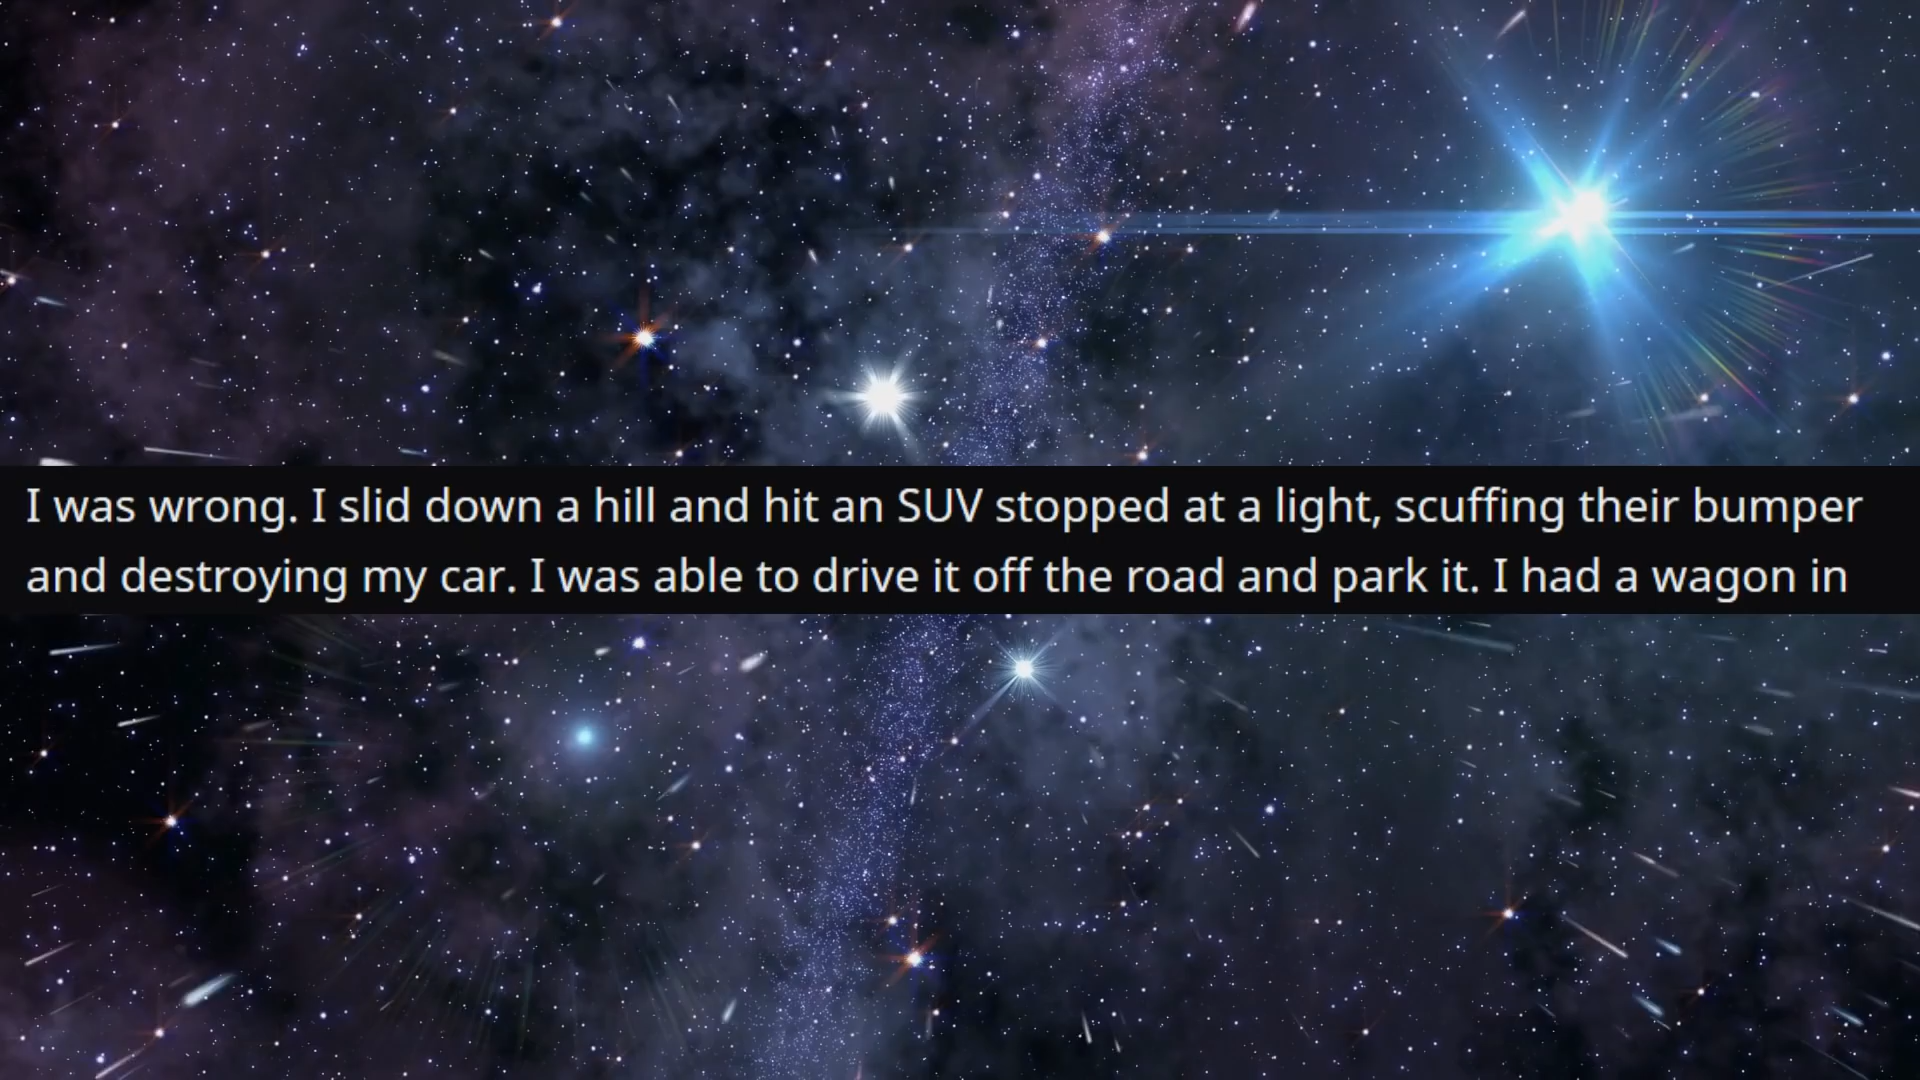 I was wrong. I slid down a hill and hit an SUV stopped at a light, scuffing their bumper
and destroying my car. I was able to drive it off the road and park it. I had a wagon in